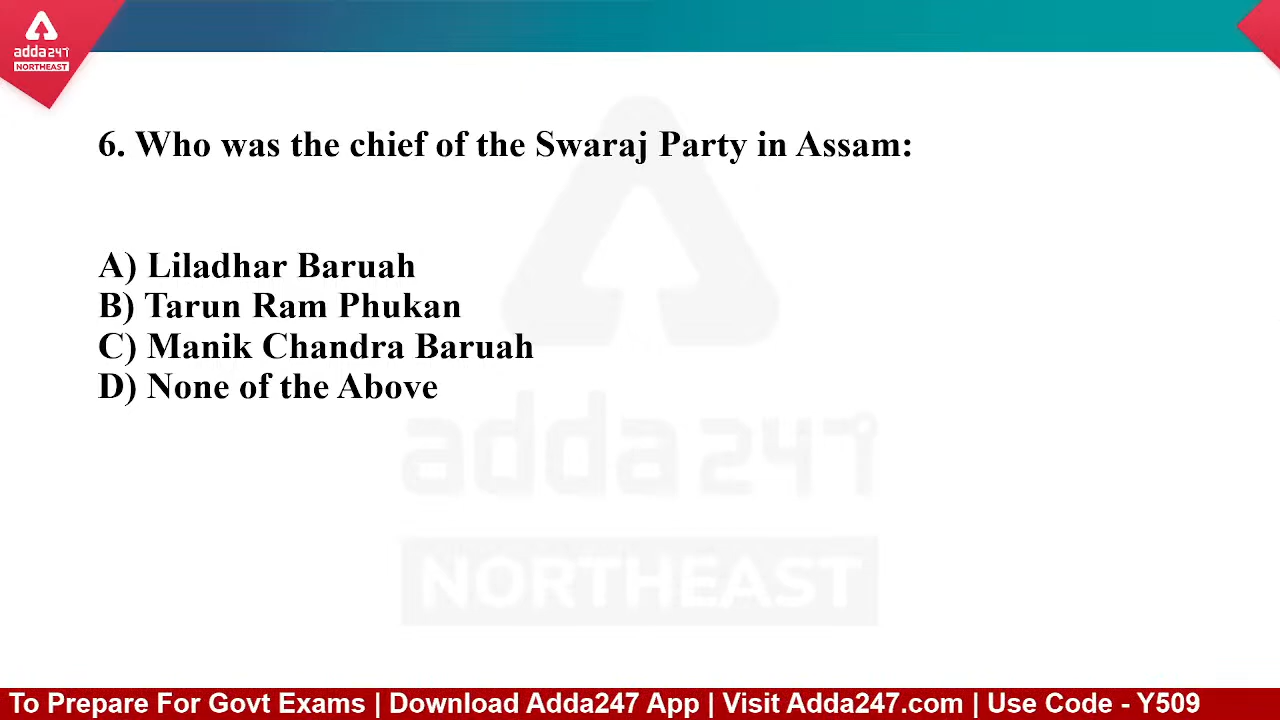 adda247
NORTHEAST
6. Who was the chief of the Swaraj Party in Assam:
A) Liladhar Baruah
B) Tarun Ram Phukan
C) Manik Chandra Baruah
D) None of the Above
adda247
NORTHEAST
To Prepare For Govt Exams | Download Adda247 App | Visit Adda247.com | Use Code - Y509